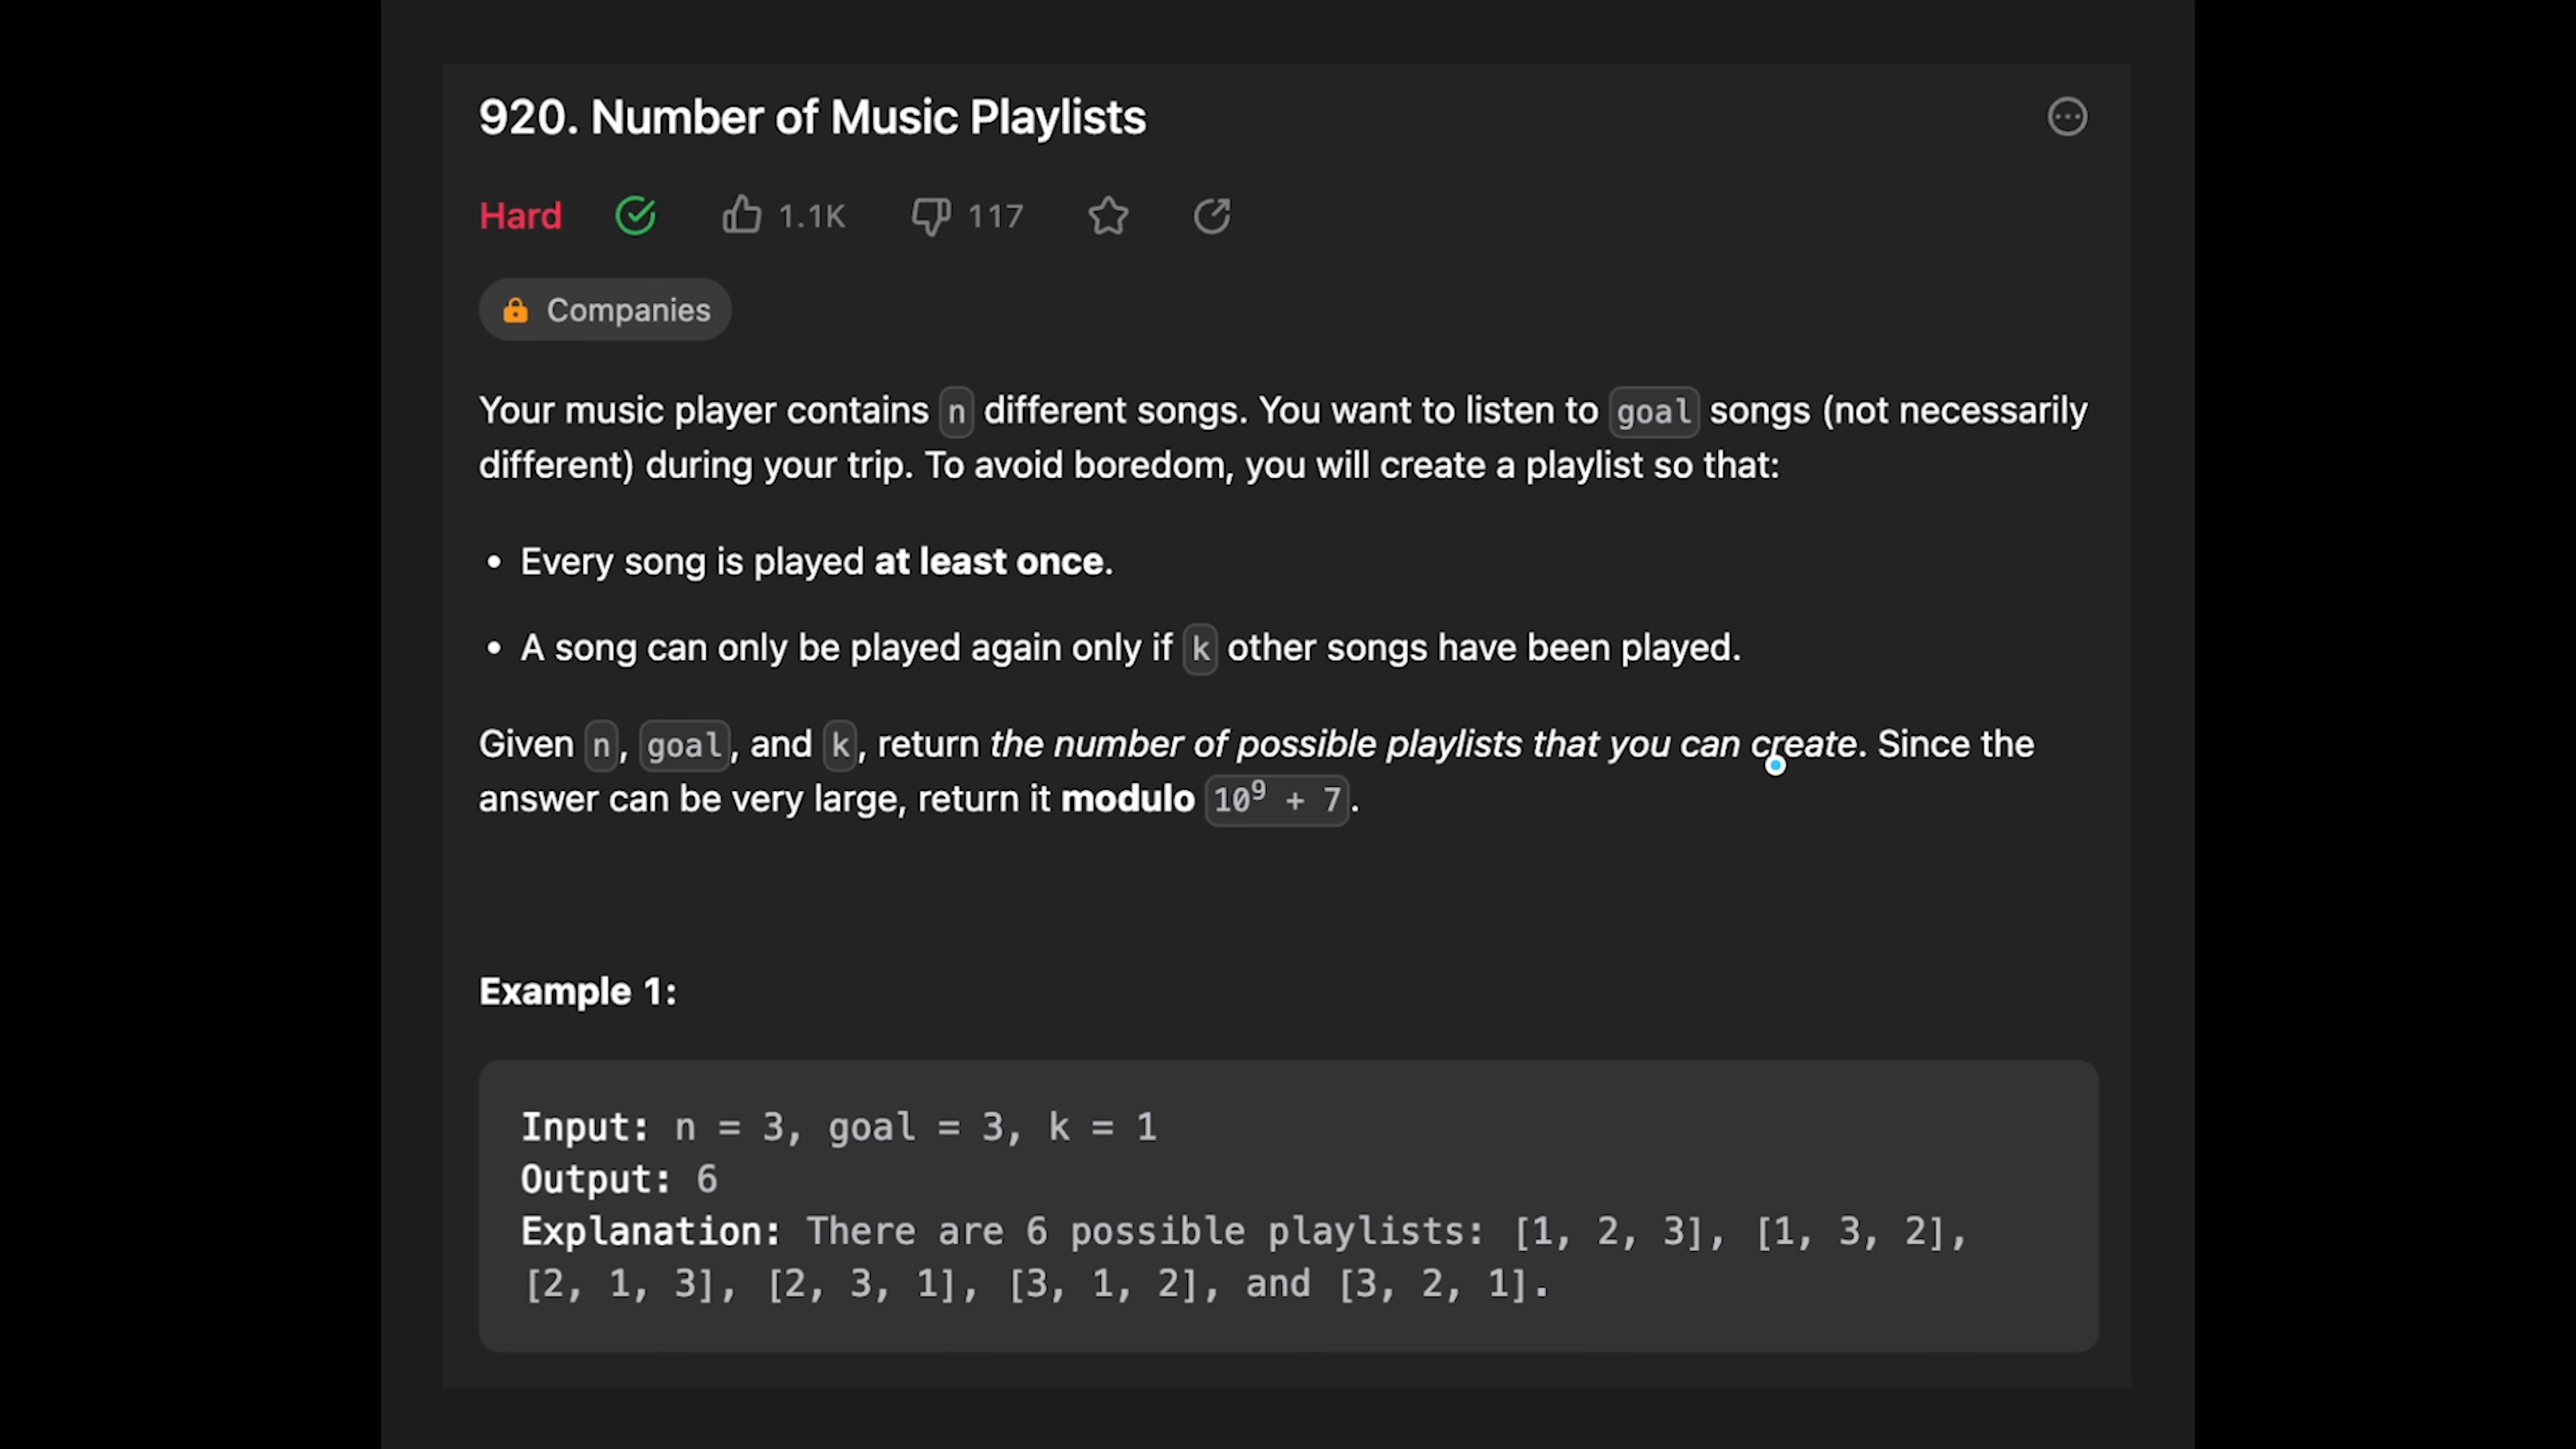 920. Number of Music Playlists
Hard 1.1K 117
Companies
Your music player contains n different songs. You want to listen to goal songs (not necessarily
different) during your trip. To avoid boredom, you will create a playlist so that:
• Every song is played at least once.
• A song can only be played again only if k other songs have been played.
Given n, goal, and k, return the number of possible playlists that you can create. Since the
answer can be very large, return it modulo 10⁹ + 7.
Example 1:
Input: n = 3, goal = 3, k = 1
Output: 6
Explanation: There are 6 possible playlists: [1, 2, 3], [1, 3, 2],
[2, 1, 3], [2, 3, 1], [3, 1, 2], and [3, 2, 1].